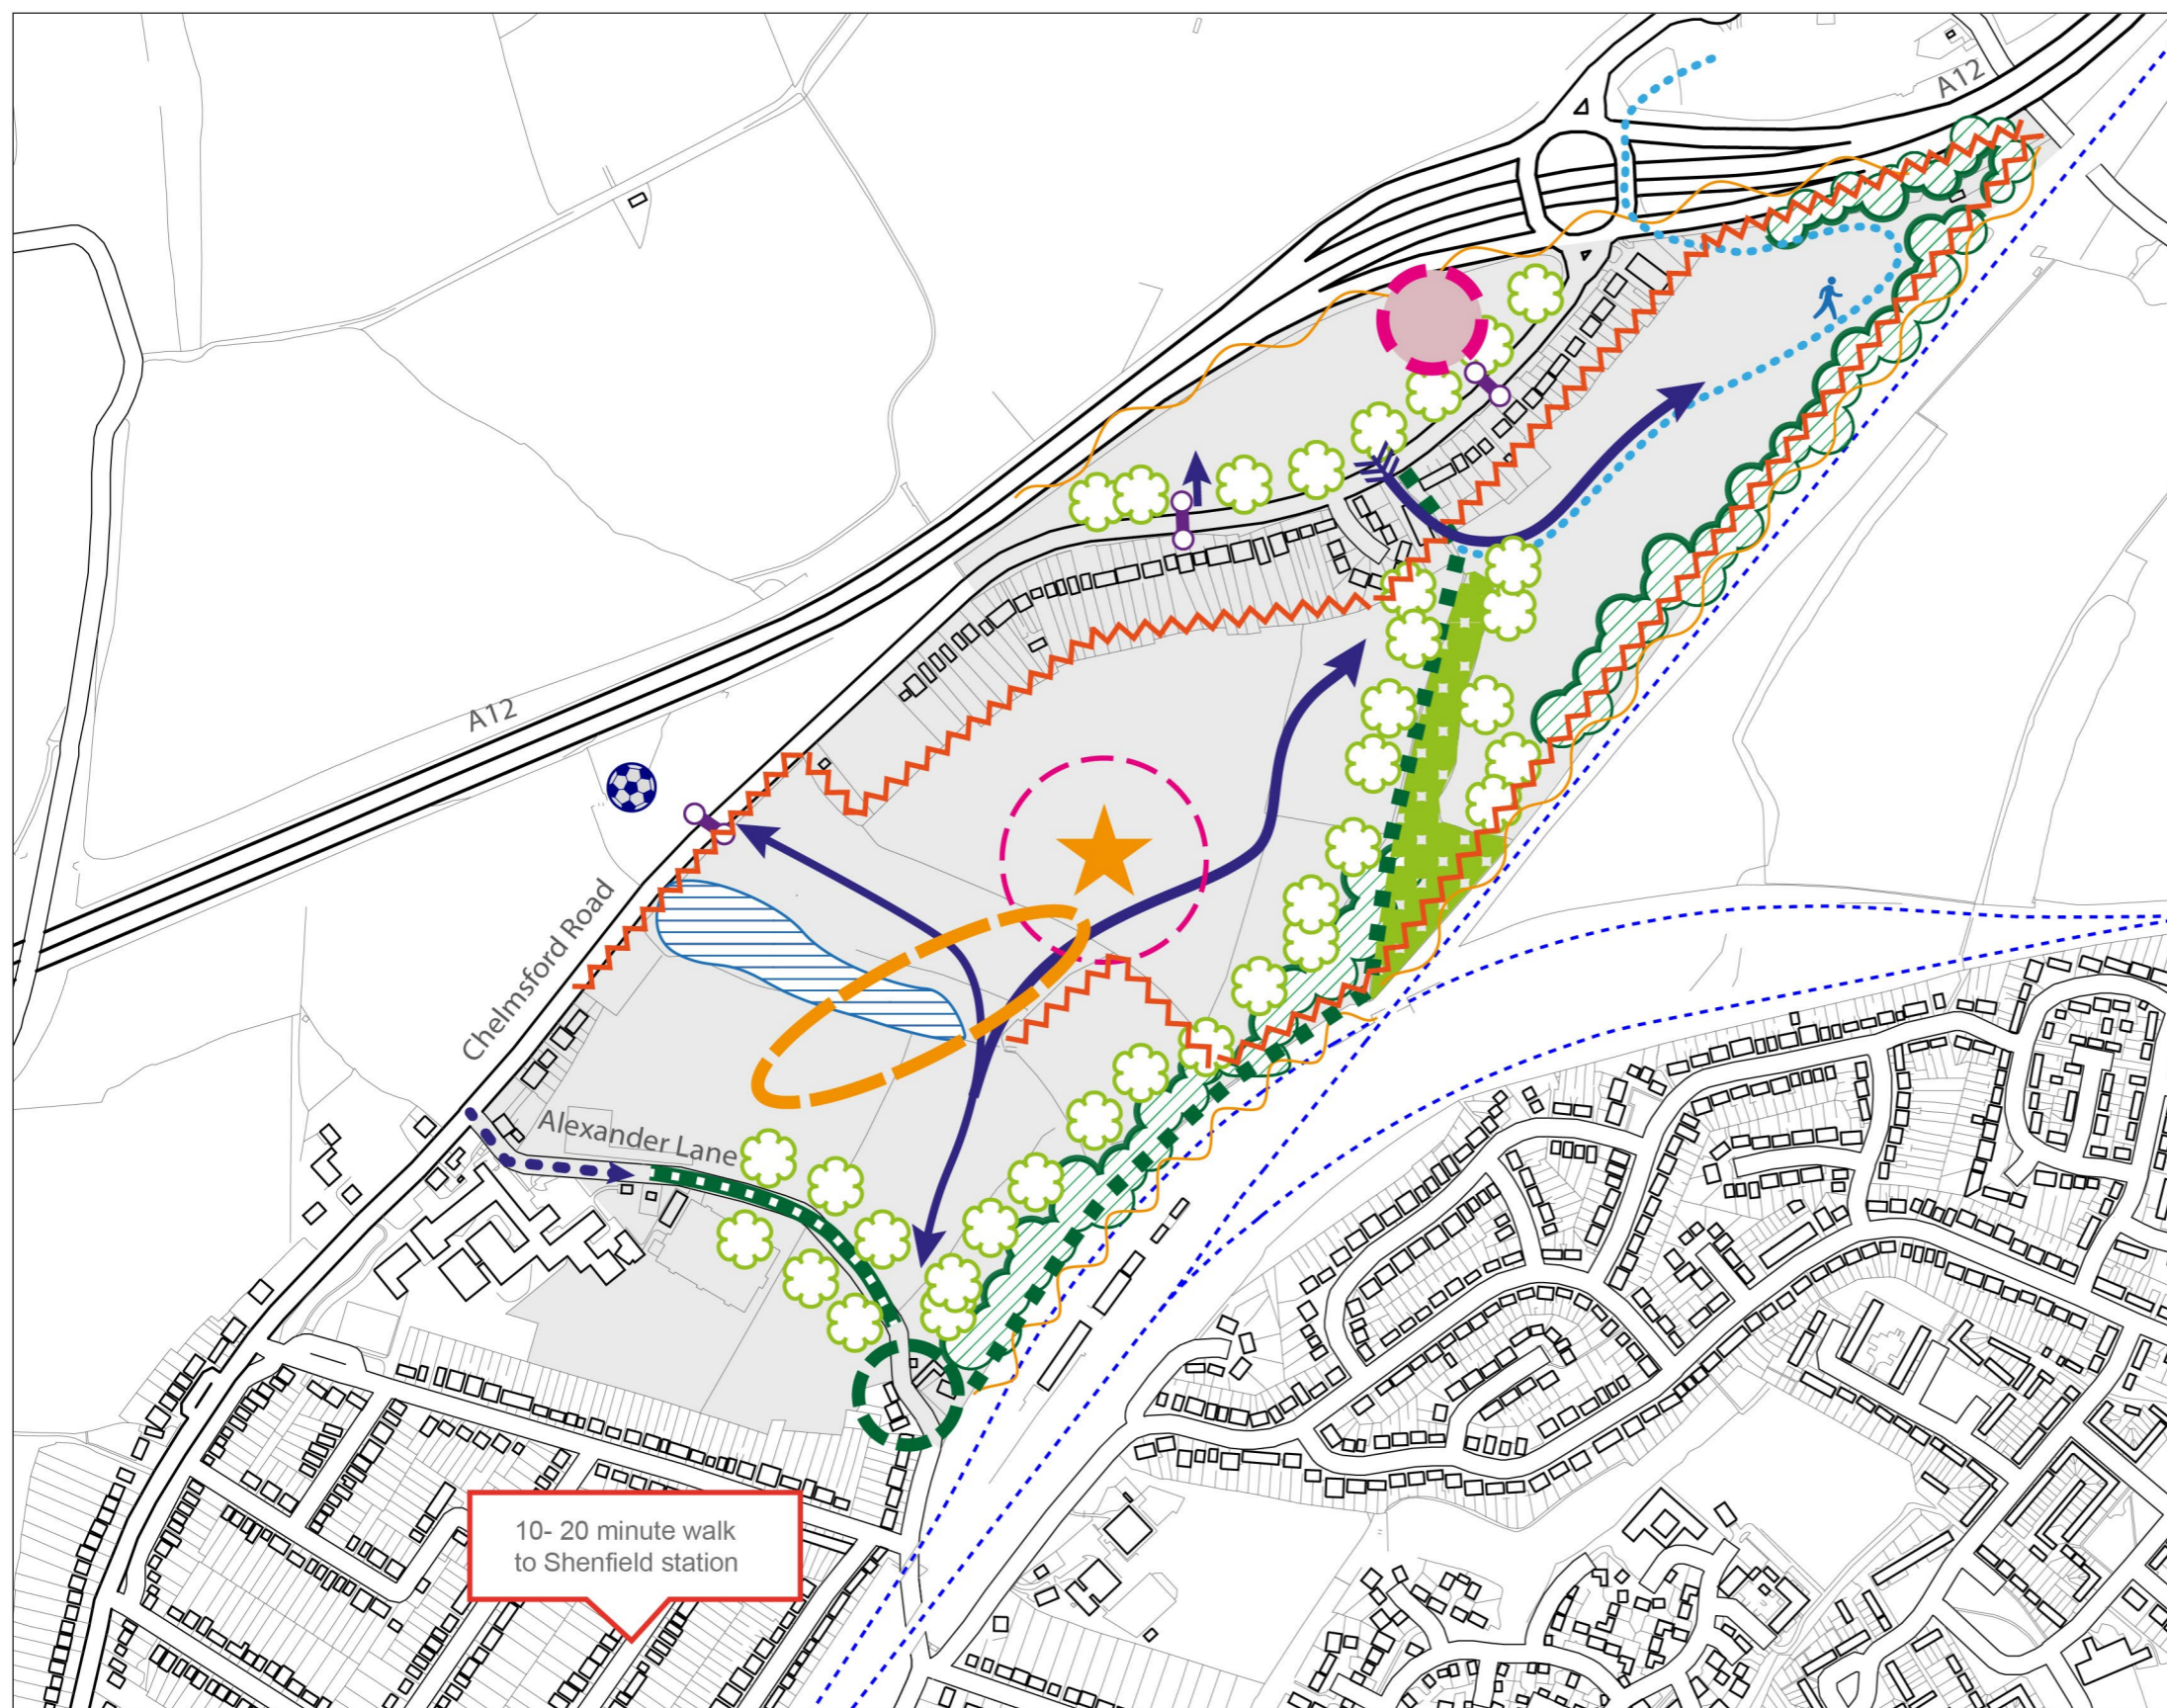 A12
A12
Chelmsford Road
Alexander Lane
10- 20 minute walk
to Shenfield station